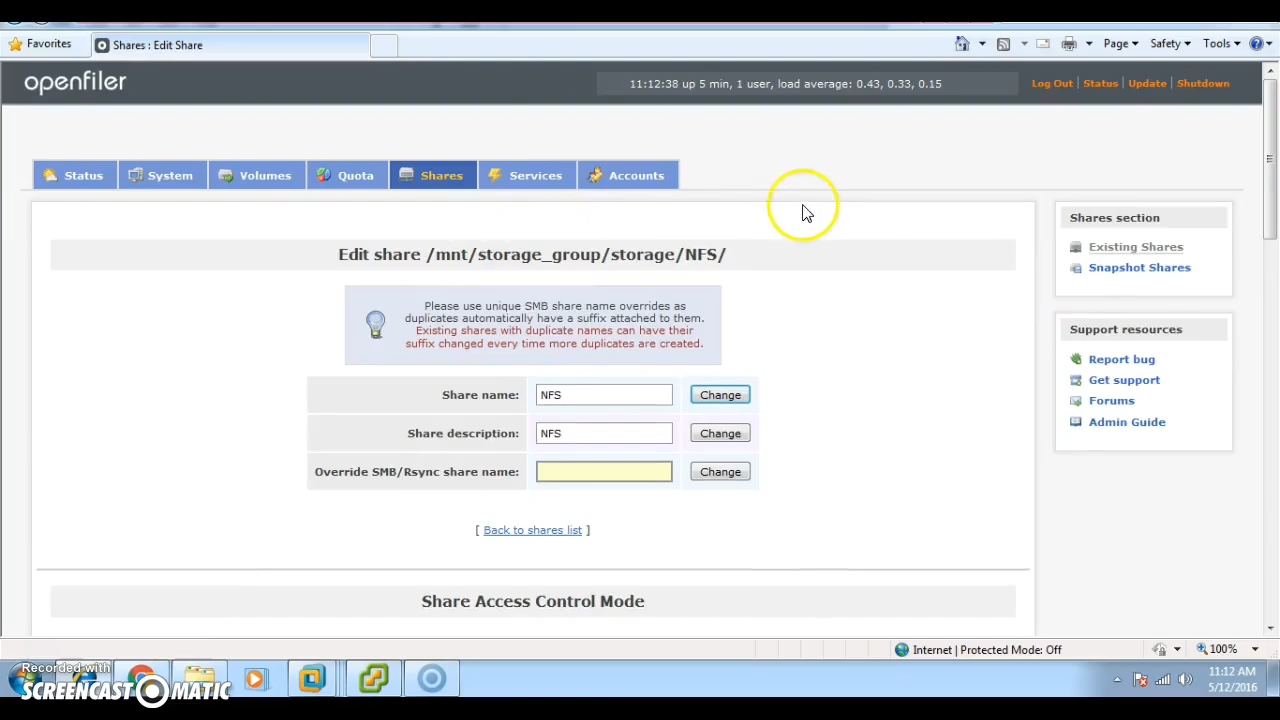 Favorites
Shares : Edit Share
Page
Safety
Tools
openfiler
11:12:38 up 5 min, 1 user, load average: 0.43, 0.33, 0.15
Log Out | Status | Update | Shutdown
Status
System
Volumes
Quota
Shares
Services
Accounts
Edit share /mnt/storage_group/storage/NFS/
Please use unique SMB share name overrides as
duplicates automatically have a suffix attached to them.
Existing shares with duplicate names can have their
suffix changed every time more duplicates are created.
Share name:
NFS
Change
Share description:
NFS
Change
Override SMB/Rsync share name:
Change
[ Back to shares list ]
Share Access Control Mode
Shares section
Existing Shares
Snapshot Shares
Support resources
Report bug
Get support
Forums
Admin Guide
Internet | Protected Mode: Off
100%
Recorded with
SCREENCAST O MATIC
11:12 AM
5/12/2016